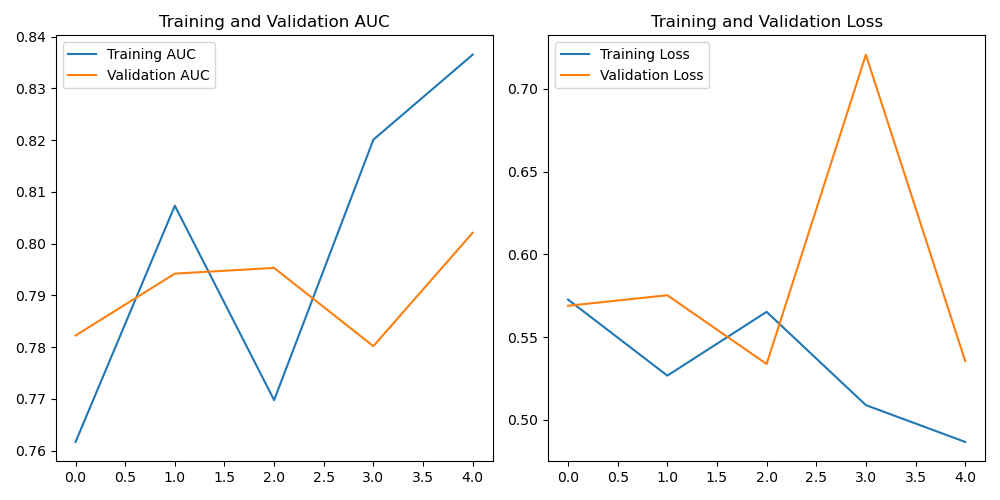 Training and Validation AUC
Training AUC
Validation AUC
0.84
0.83
0.82
0.81
0.80
0.79
0.78
0.77
0.76
0.0 0.5 1.0 1.5 2.0 2.5 3.0 3.5 4.0
Training and Validation Loss
Training Loss
Validation Loss
0.70
0.65
0.60
0.55
0.50
0.0 0.5 1.0 1.5 2.0 2.5 3.0 3.5 4.0